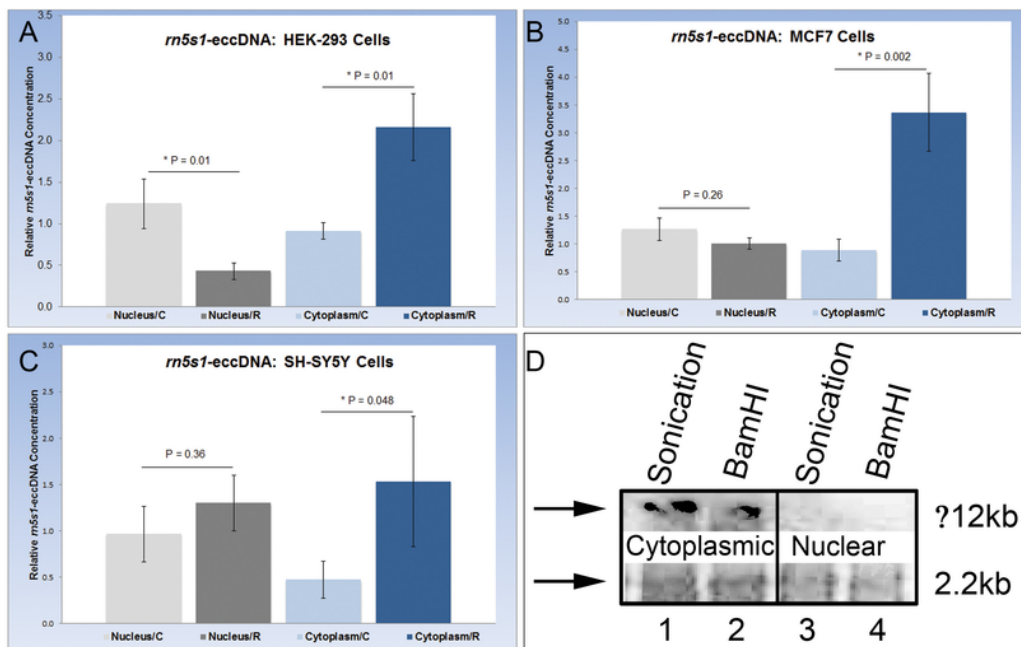 A
rn5s1-eccDNA: HEK-293 Cells
Relative rn5s1-eccDNA Concentration
3.5
3.0
2.5
2.0
1.5
1.0
0.5
0.0
* P = 0.01
* P = 0.01
Nucleus/C Nucleus/R Cytoplasm/C Cytoplasm/R
B
rn5s1-eccDNA: MCF7 Cells
Relative rn5s1-eccDNA Concentration
5.0
4.5
4.0
3.5
3.0
2.5
2.0
1.5
1.0
0.5
0.0
* P = 0.002
P = 0.26
Nucleus/C Nucleus/R Cytoplasm/C Cytoplasm/R
C
rn5s1-eccDNA: SH-SY5Y Cells
Relative rn5s1-eccDNA Concentration
3.0
2.5
2.0
1.5
1.0
0.5
0.0
* P = 0.048
P = 0.36
Nucleus/C Nucleus/R Cytoplasm/C Cytoplasm/R
D
Sonication BamHI Sonication BamHI
?12kb
Cytoplasmic Nuclear
2.2kb
1 2 3 4